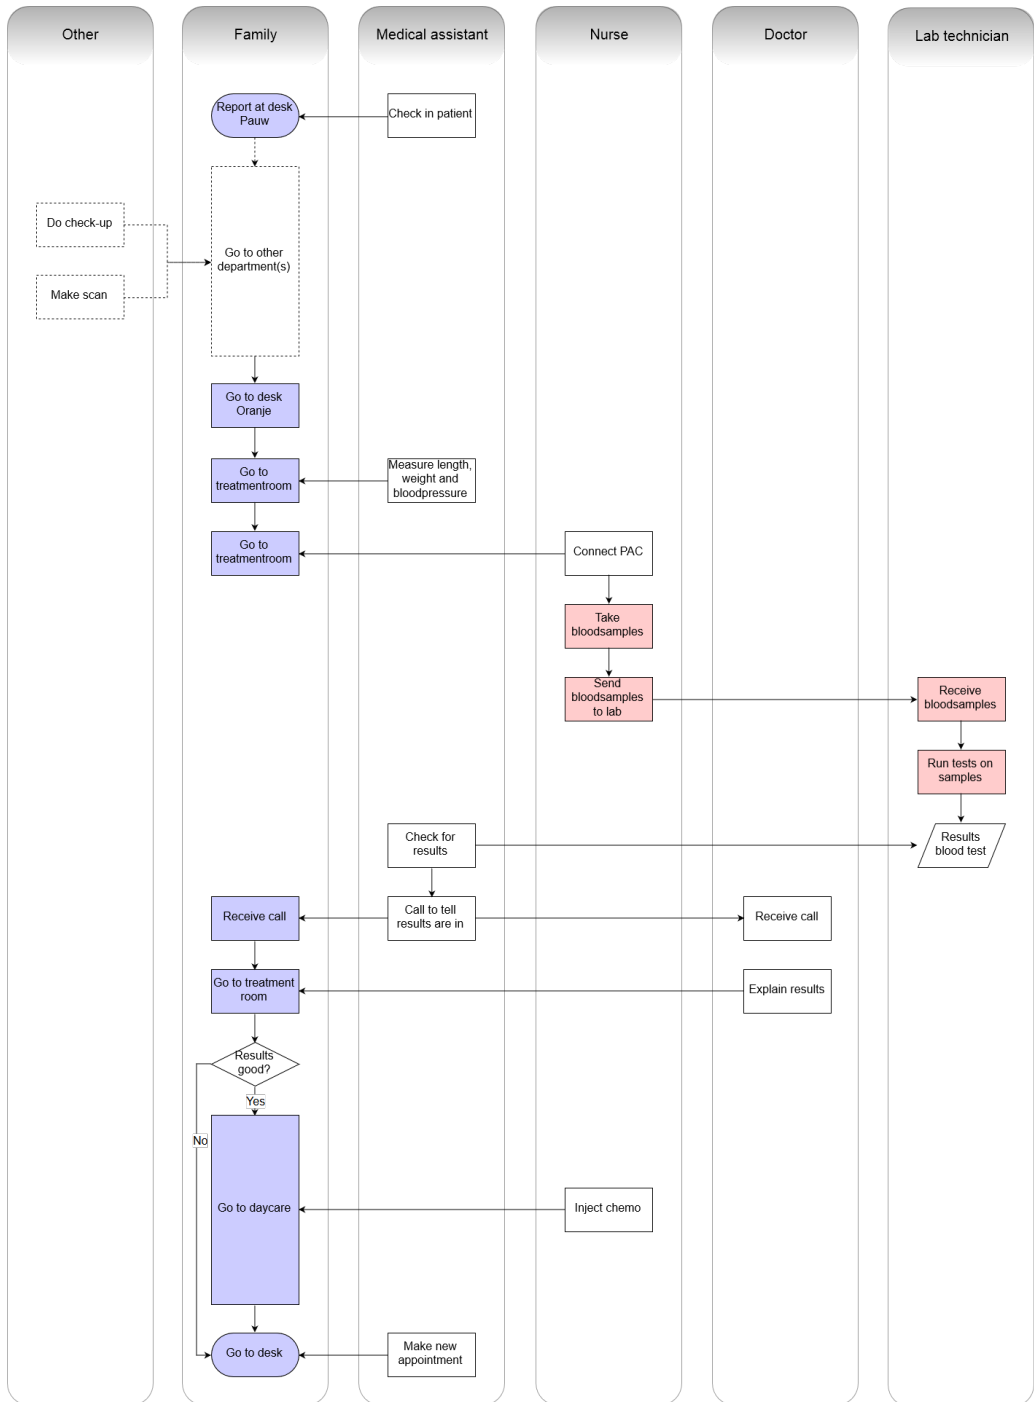 Other
Family
Medical assistant
Nurse
Doctor
Lab technician
Report at desk
Pauw
Check in patient
Do check-up
Make scan
Go to other
department(s)
Go to desk
Oranje
Go to
treatmentroom
Measure length,
weight and
bloodpressure
Go to
treatmentroom
Connect PAC
Take
bloodsamples
Send
bloodsamples
to lab
Receive
bloodsamples
Run tests on
samples
Check for
results
Results
blood test
Receive call
Call to tell
results are in
Receive call
Go to treatment
room
Explain results
Results
good?
Yes
No
Go to daycare
Inject chemo
Go to desk
Make new
appointment